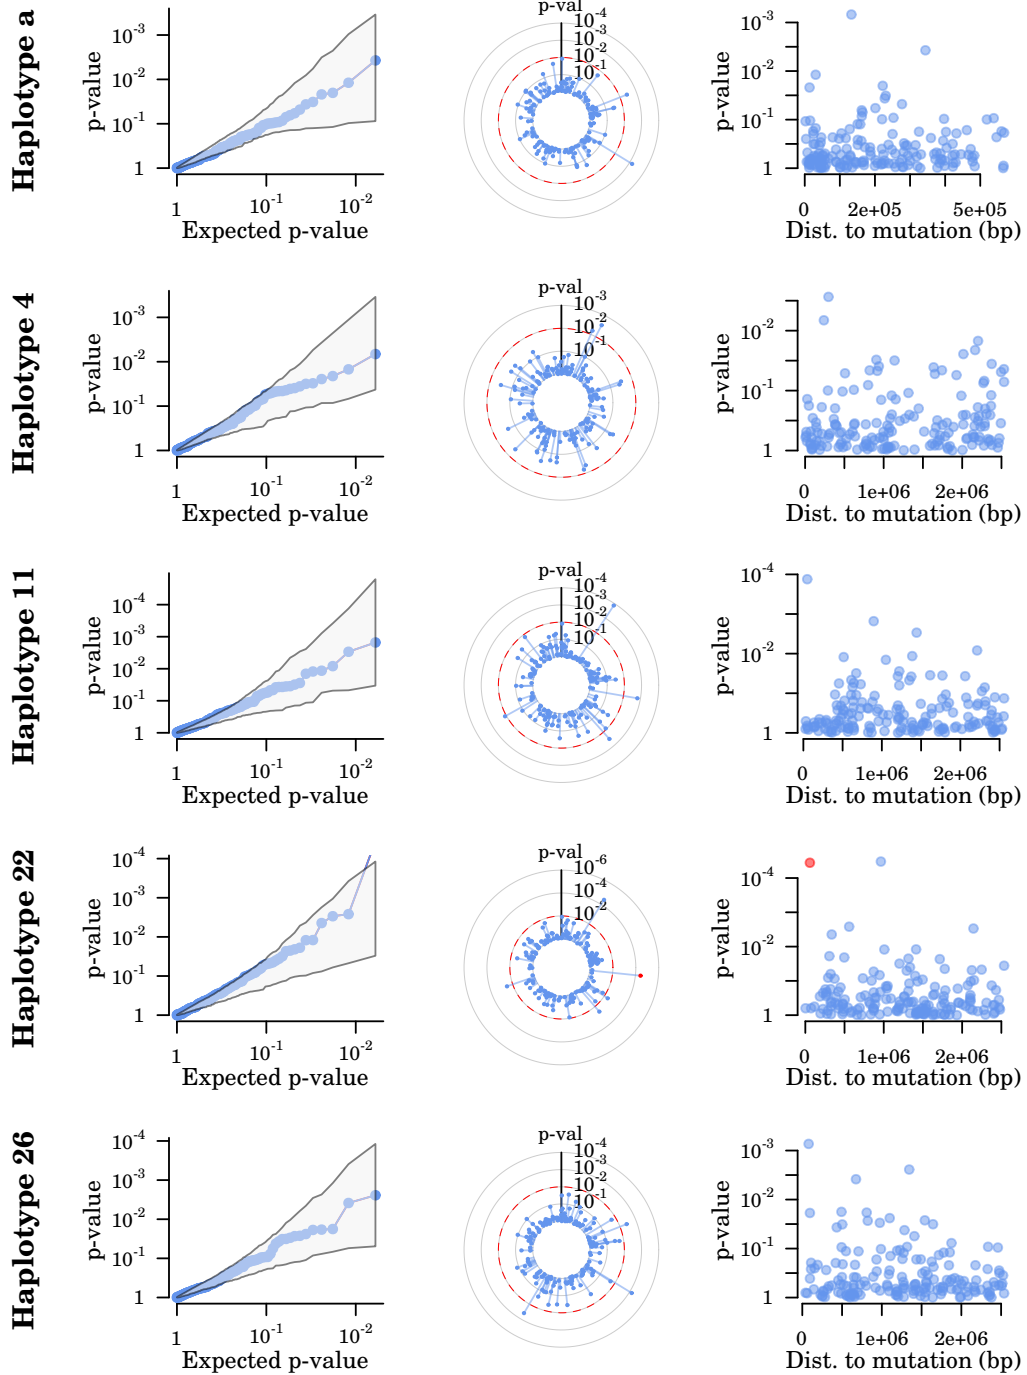 Haplotype a
p-value
10⁻³
10⁻²
10⁻¹
1
1
10⁻¹
10⁻²
Expected p-value
p-val
10⁻⁴
10⁻³
10⁻²
10⁻¹
p-value
10⁻³
10⁻²
10⁻¹
1
0
2e+05
5e+05
Dist. to mutation (bp)
Haplotype 4
p-value
10⁻³
10⁻²
10⁻¹
1
1
10⁻¹
10⁻²
Expected p-value
p-val
10⁻³
10⁻²
10⁻¹
p-value
10⁻²
10⁻¹
1
0
1e+06
2e+06
Dist. to mutation (bp)
Haplotype 11
p-value
10⁻⁴
10⁻³
10⁻²
10⁻¹
1
1
10⁻¹
10⁻²
Expected p-value
p-val
10⁻⁴
10⁻³
10⁻²
10⁻¹
p-value
10⁻⁴
10⁻²
1
0
1e+06
2e+06
Dist. to mutation (bp)
Haplotype 22
p-value
10⁻⁴
10⁻³
10⁻²
10⁻¹
1
1
10⁻¹
10⁻²
Expected p-value
p-val
10⁻⁶
10⁻⁴
10⁻²
p-value
10⁻⁴
10⁻²
1
0
1e+06
2e+06
Dist. to mutation (bp)
Haplotype 26
p-value
10⁻⁴
10⁻³
10⁻²
10⁻¹
1
1
10⁻¹
10⁻²
Expected p-value
p-val
10⁻⁴
10⁻³
10⁻²
10⁻¹
p-value
10⁻³
10⁻²
10⁻¹
1
0
1e+06
2e+06
Dist. to mutation (bp)